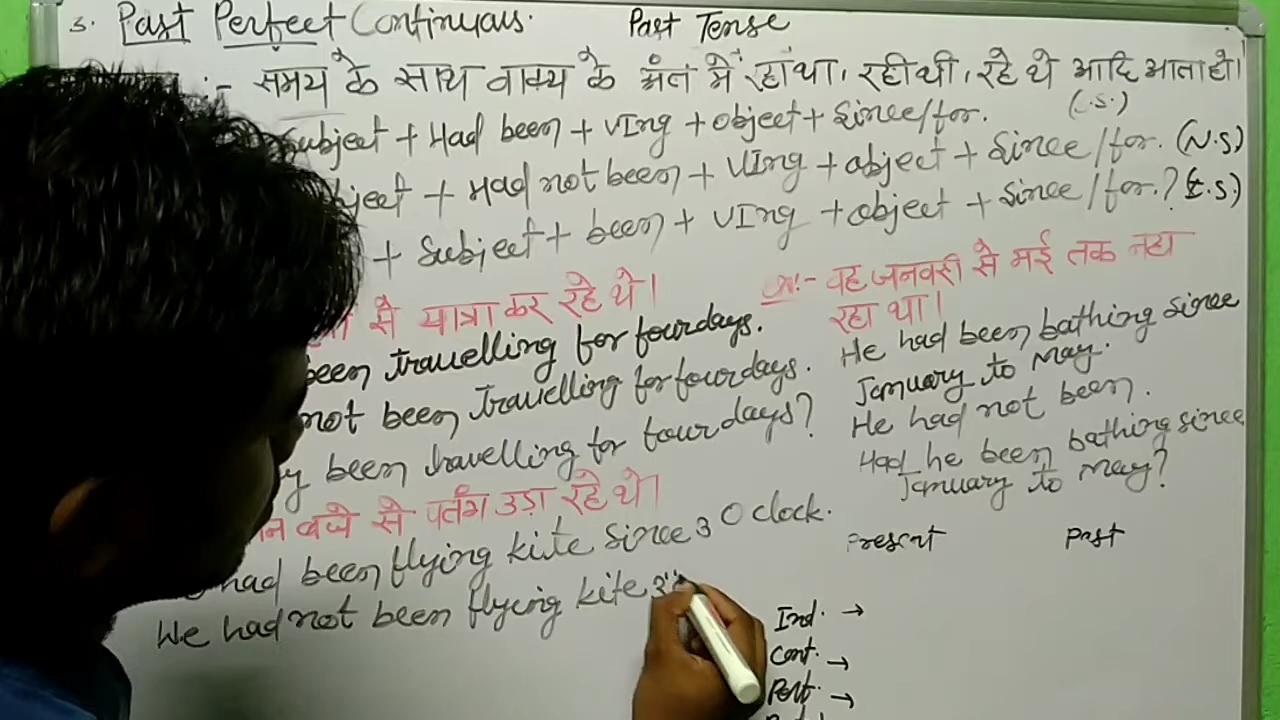 5. Past Perfect Continuous. Past Tense
:- समय के साथ वाक्य के अंत में रहा था, रही थी, रहे थे आदि आता हो।
Subject + Had been + Ving + object + Since/for. (.S.)
+ Had not been + Ving + object + Since/for. (N.S)
+ Subject + been + Ving + object + Since/for.? (I.S.)
से यात्रा कर रहे थे।
been travelling for four days.
not been travelling for four days.
been travelling for four days?
बजे से पतंग उड़ा रहे थे।
had been flying kite since 3 O clock.
We had not been flying kite
:- वह जनवरी से मई तक नहा
रहा था।
He had been bathing since
January to may.
He had not been.
Had he been bathing since
January to may?
Present Past
Ind. →
Cont. →
Perf. →